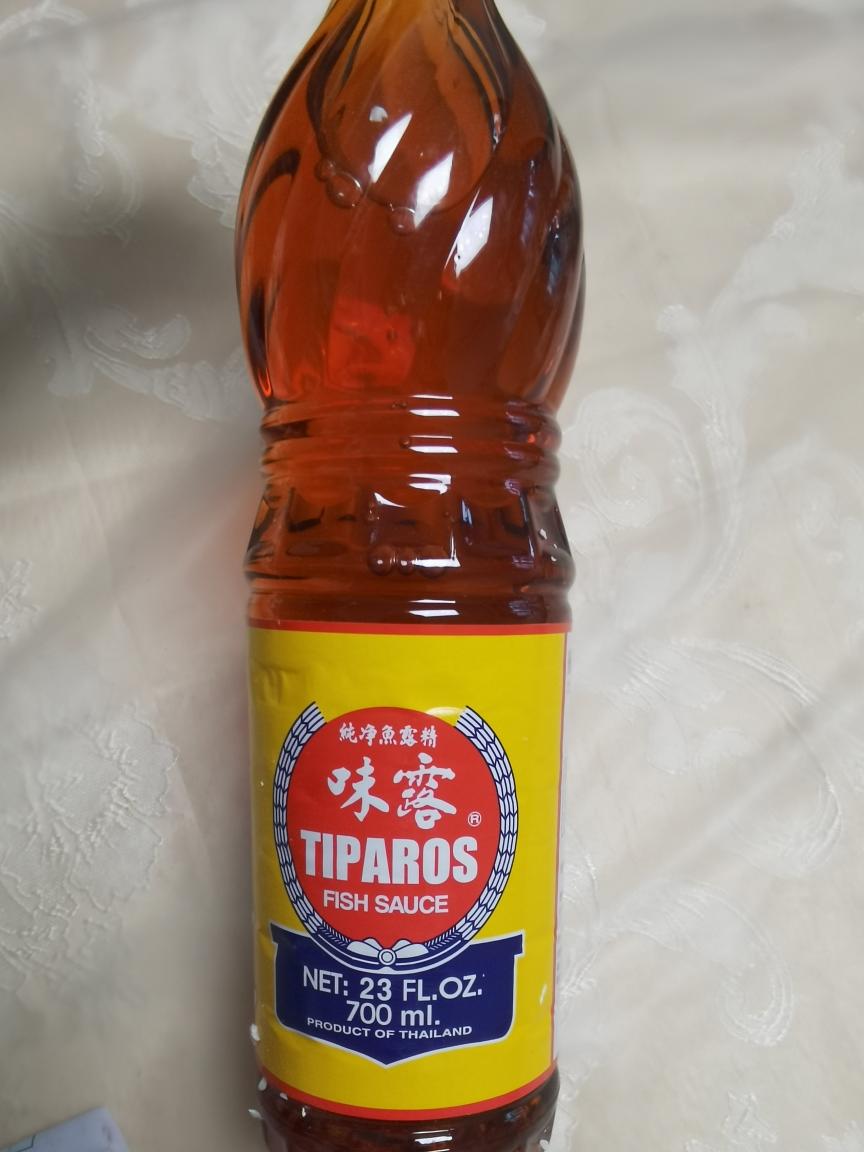 純净魚露精
味露
®
TIPAROS
FISH SAUCE
NET: 23 FL.OZ.
700 ml.
PRODUCT OF THAILAND